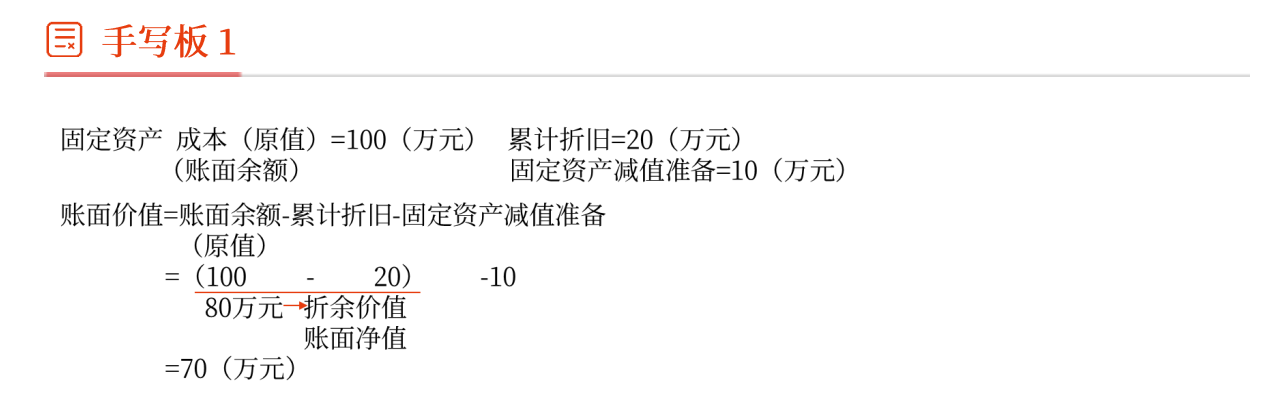 手写板 1
固定资产 成本（原值）=100（万元） 累计折旧=20（万元）
（账面余额） 固定资产减值准备=10（万元）
账面价值=账面余额-累计折旧-固定资产减值准备
（原值）
=（100 - 20） -10
80万元→折余价值
账面净值
=70（万元）